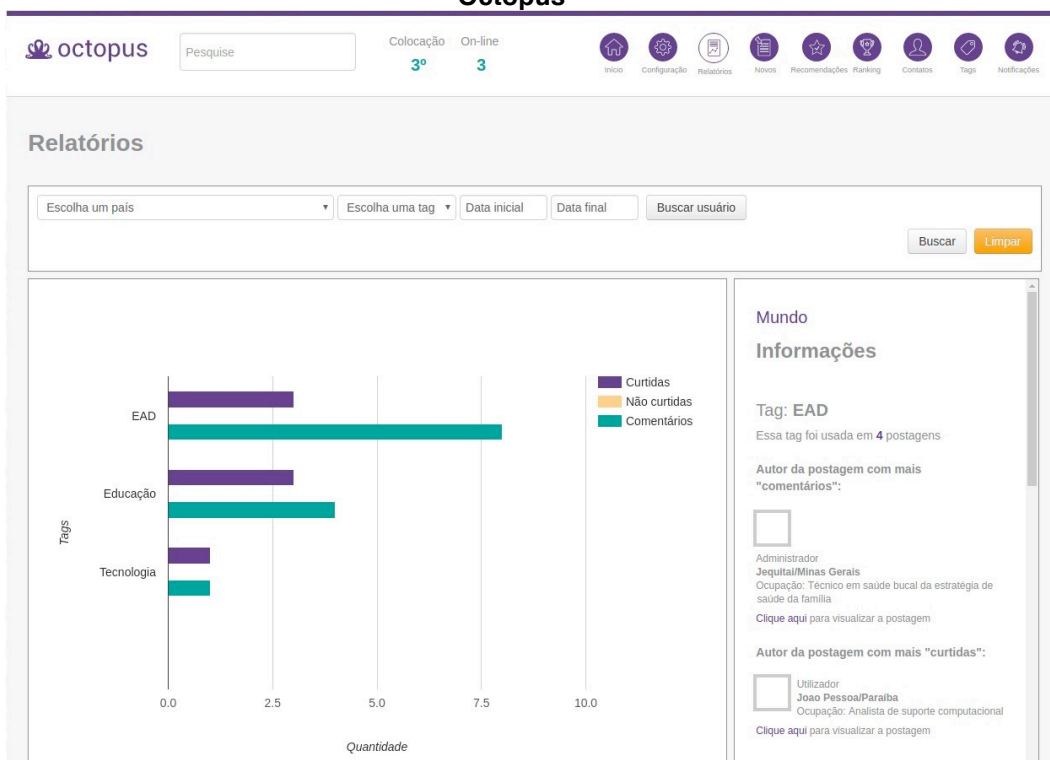 Octopus
octopus
Pesquise
Colocação On-line
3º 3
Início Configuração Relatórios Novos Recomendações Ranking Contatos Tags Notificações
Relatórios
Escolha um país Escolha uma tag Data inicial Data final Buscar usuário
Buscar Limpar
Curtidas
Não curtidas
Comentários
EAD
Educação
Tecnologia
Tags
0.0 2.5 5.0 7.5 10.0
Quantidade
Mundo
Informações
Tag: EAD
Essa tag foi usada em 4 postagens
Autor da postagem com mais
"comentários":
Administrador
Jequitaí/Minas Gerais
Ocupação: Técnico em saúde bucal da estratégia de
saúde da família
Clique aqui para visualizar a postagem
Autor da postagem com mais "curtidas":
Utilizador
Joao Pessoa/Paraíba
Ocupação: Analista de suporte computacional
Clique aqui para visualizar a postagem